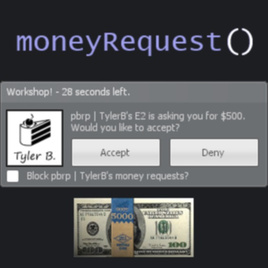 moneyRequest()
Workshop! - 28 seconds left.
pbrp | TylerB's E2 is asking you for $500.
Would you like to accept?
Tyler B.
Accept
Deny
Block pbrp | TylerB's money requests?
5000
100